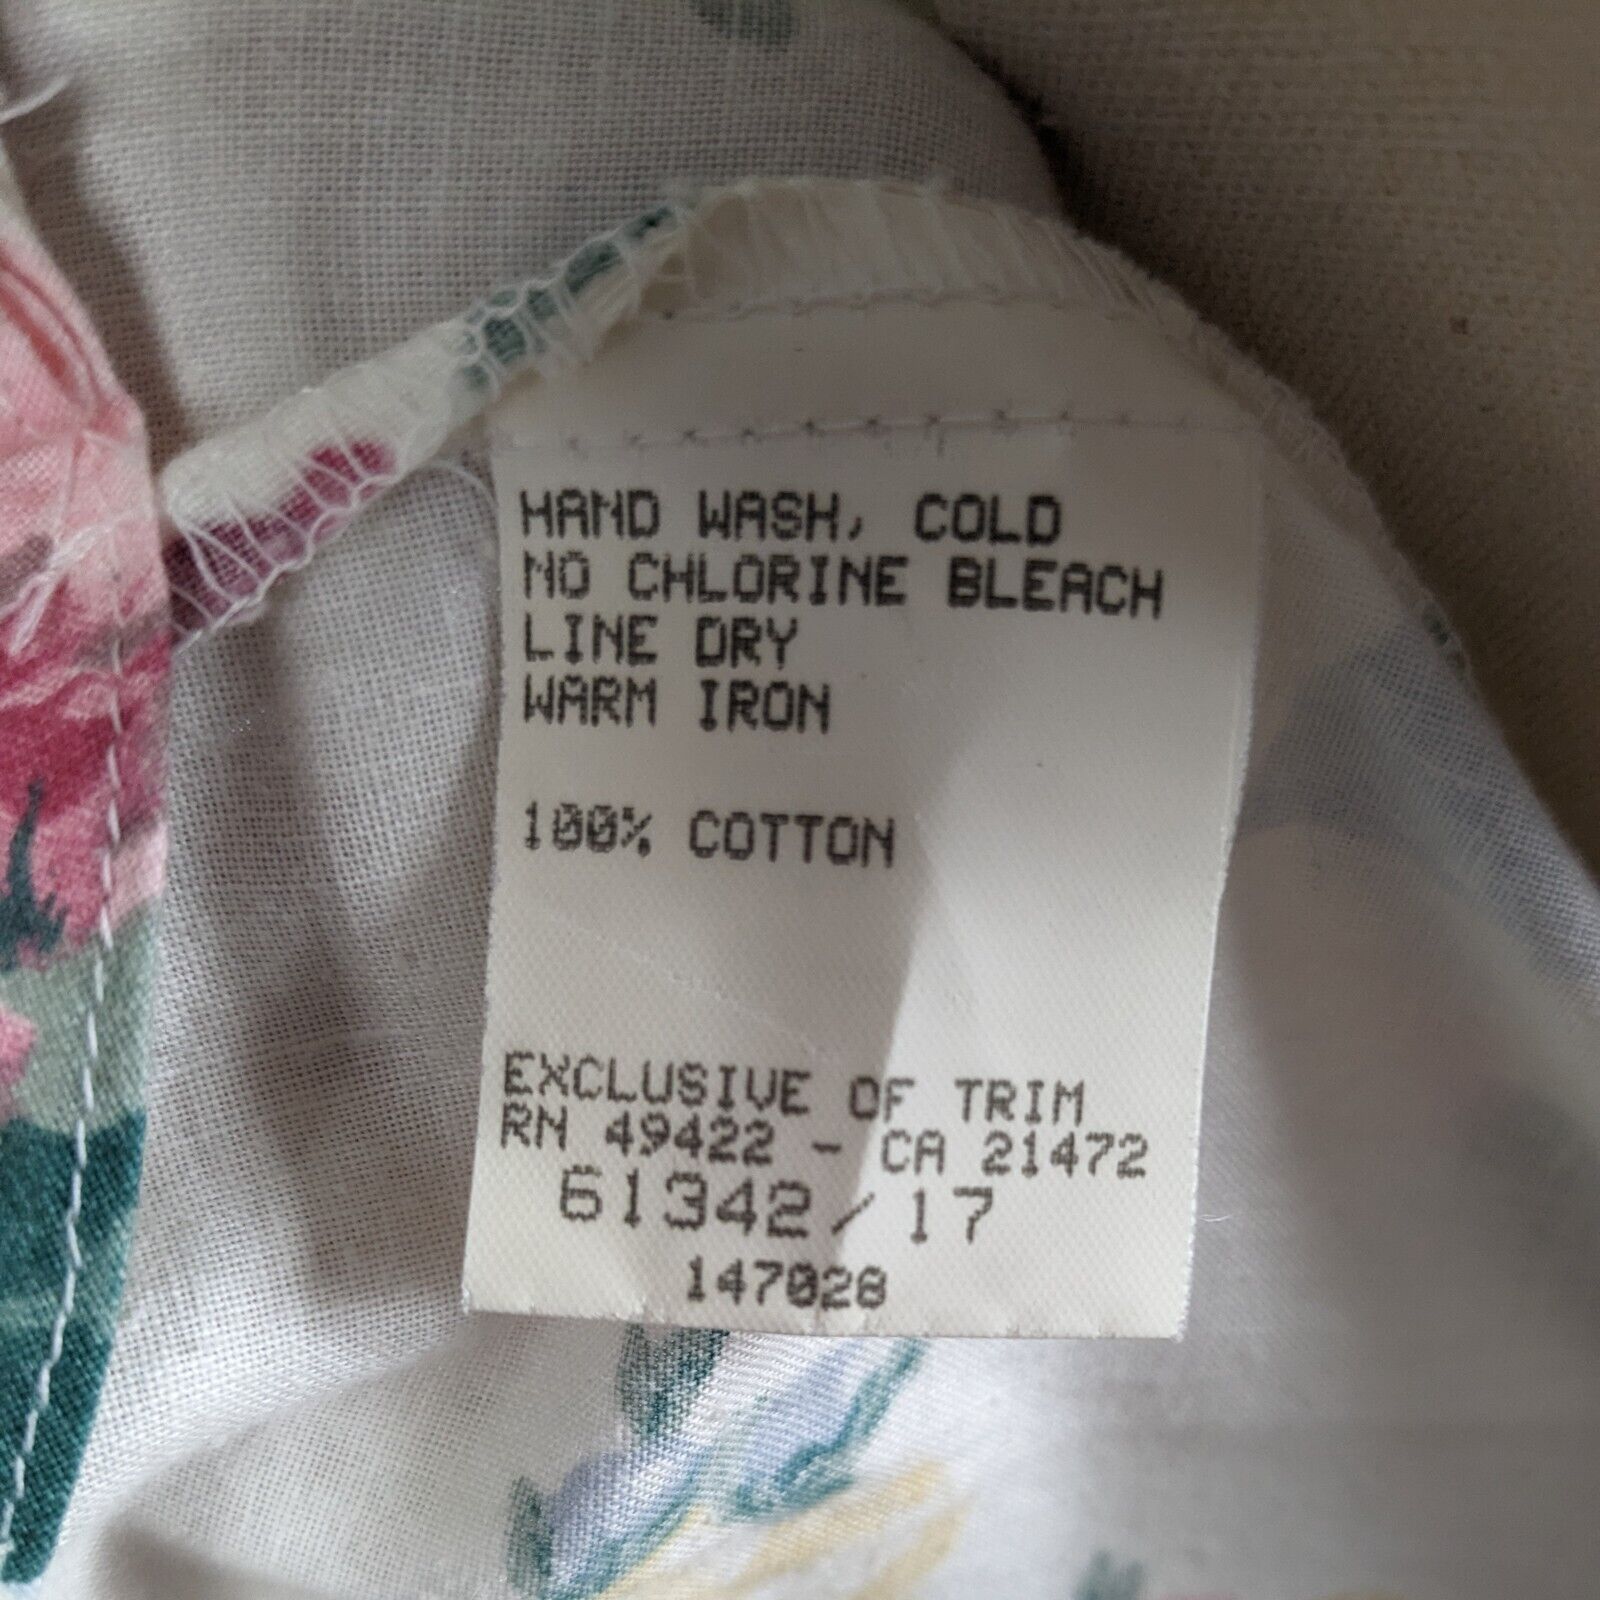 HAND WASH, COLD
NO CHLORINE BLEACH
LINE DRY
WARM IRON
100% COTTON
EXCLUSIVE OF TRIM
RN 49422 - CA 21472
61342/17
147028